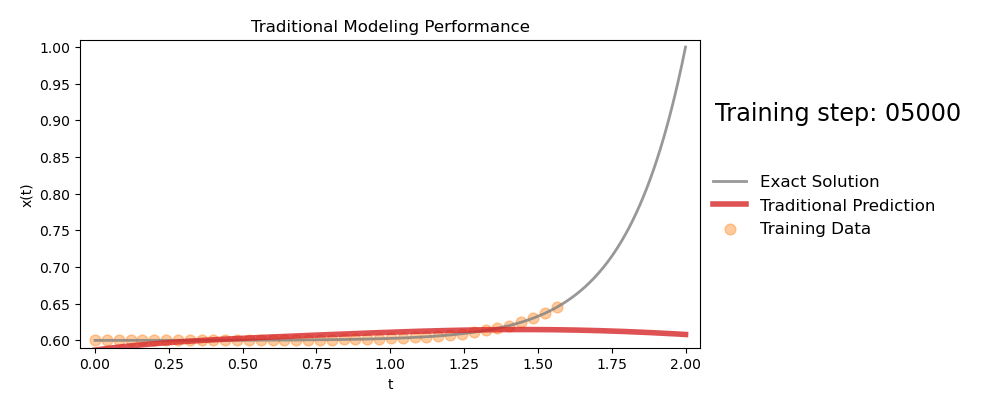 Traditional Modeling Performance
1.00
0.95
0.90
0.85
0.80
0.75
0.70
0.65
0.60
x(t)
0.00 0.25 0.50 0.75 1.00 1.25 1.50 1.75 2.00
t
Training step: 05000
Exact Solution
Traditional Prediction
Training Data